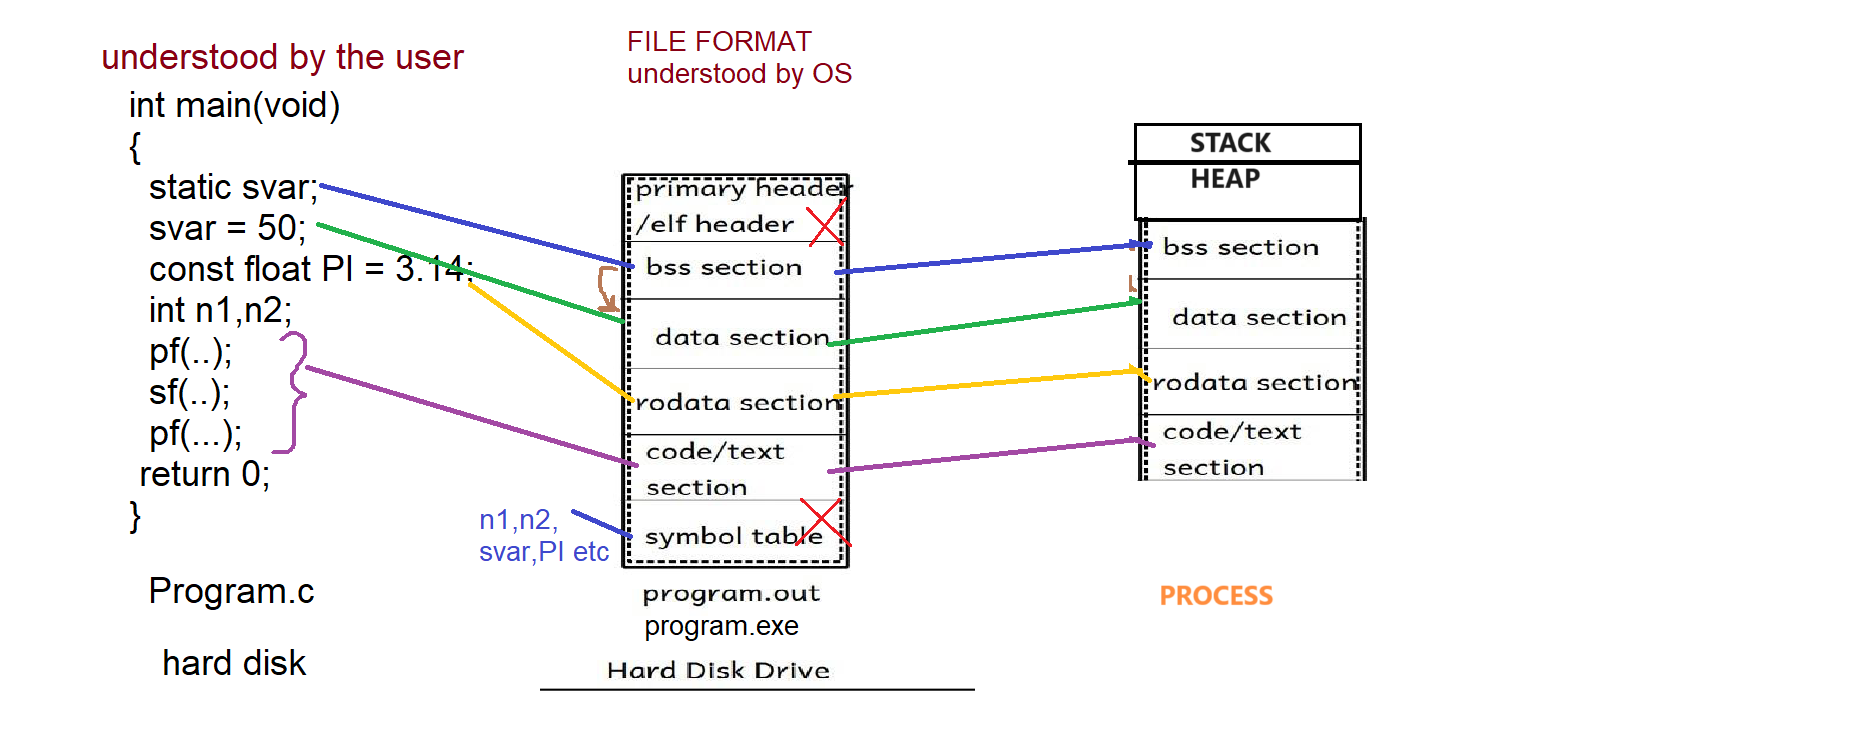 understood by the user
int main(void)
{
static svar;
svar = 50;
const float PI = 3.14;
int n1,n2;
pf(..);
sf(..);
pf(...);
return 0;
}
Program.c
hard disk
FILE FORMAT
understood by OS
primary header
/elf header
bss section
data section
rodata section
code/text
section
symbol table
n1,n2,
svar,PI etc
program.out
program.exe
Hard Disk Drive
STACK
HEAP
bss section
data section
rodata section
code/text
section
PROCESS